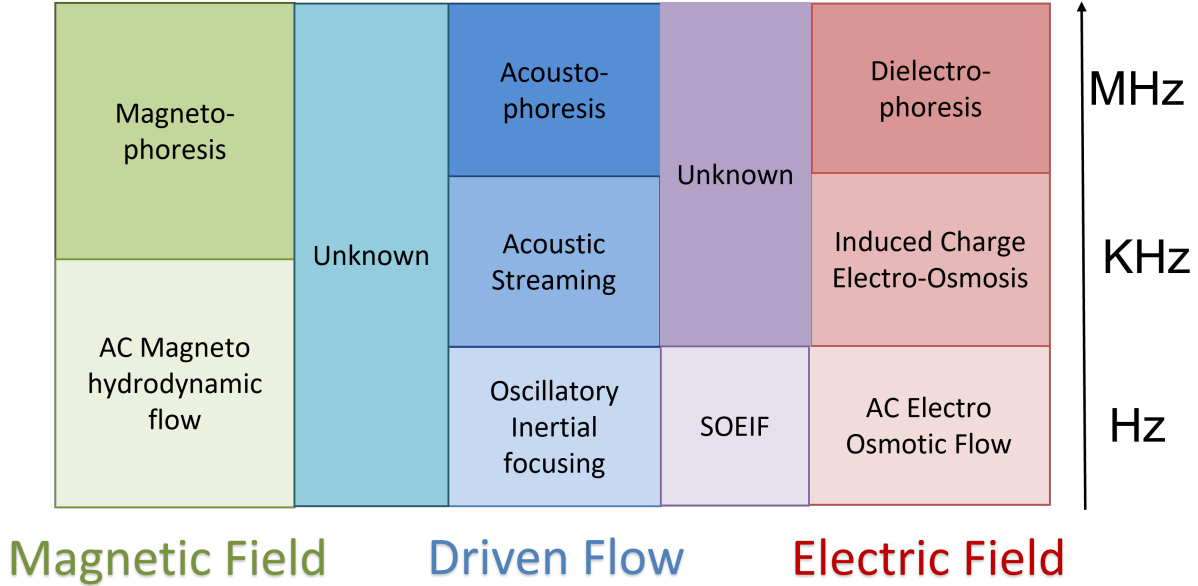 Magneto-
phoresis
AC Magneto
hydrodynamic
flow
Unknown
Acousto-
phoresis
Acoustic
Streaming
Oscillatory
Inertial
focusing
Unknown
SOEIF
Dielectro-
phoresis
Induced Charge
Electro-Osmosis
AC Electro
Osmotic Flow
MHz
KHz
Hz
Magnetic Field
Driven Flow
Electric Field